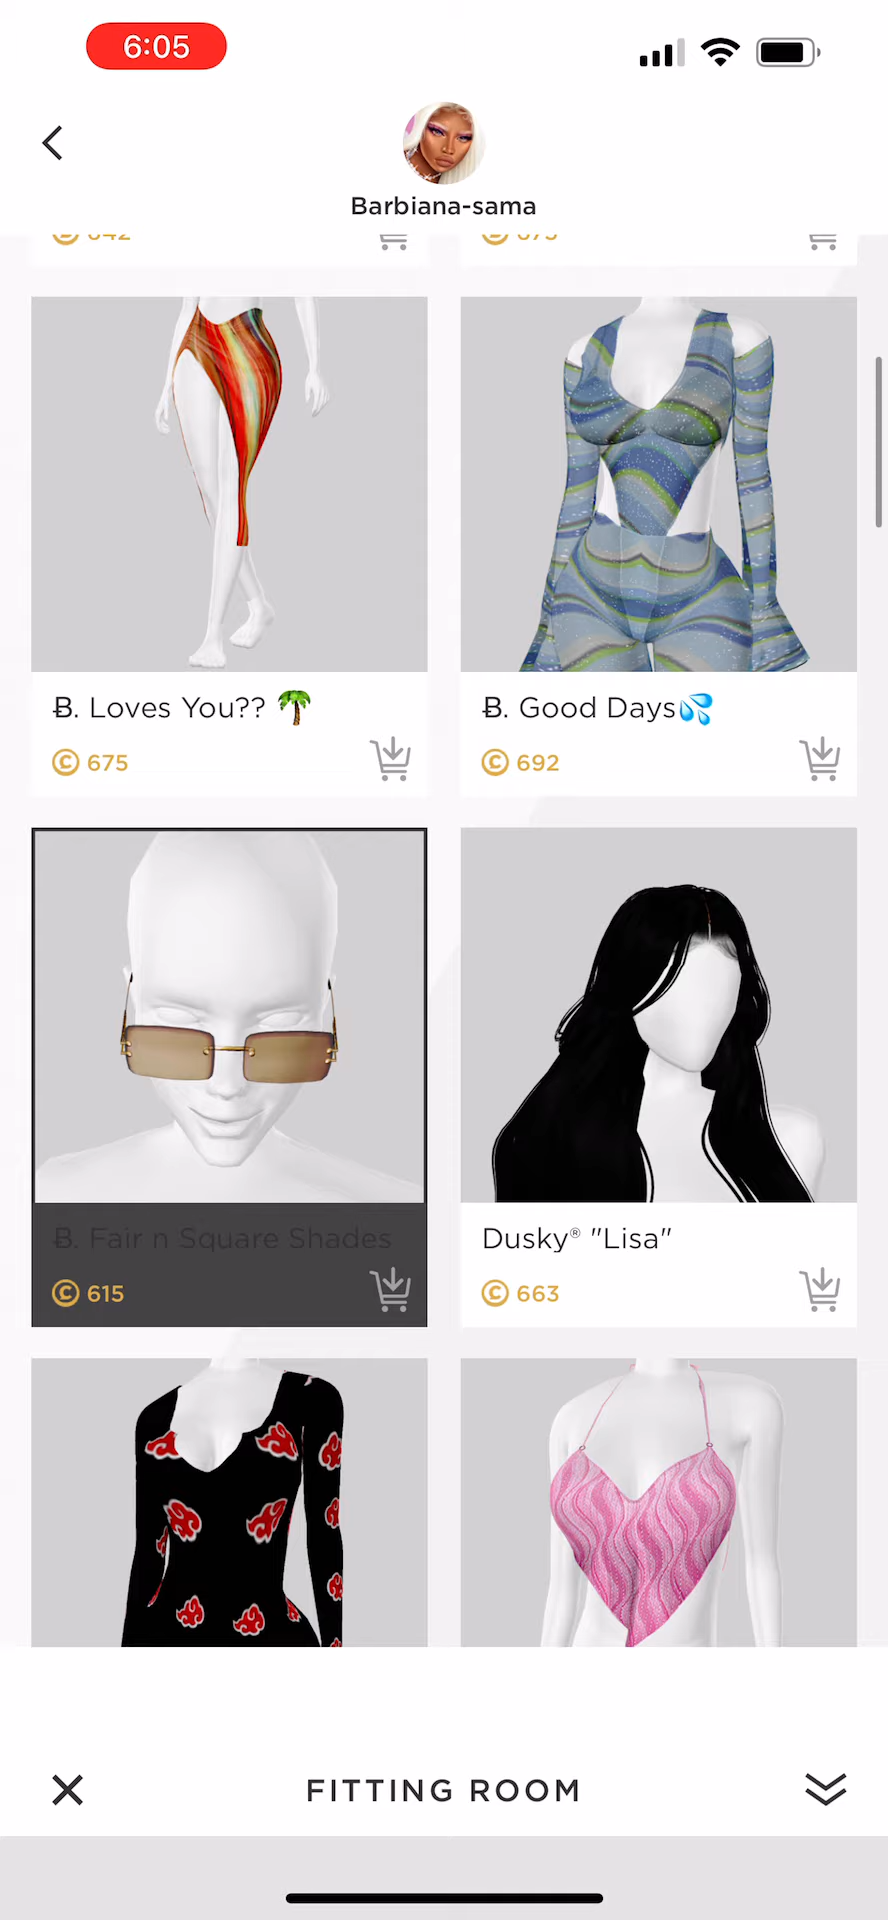 6:05
Barbiana-sama
Ƀ. Loves You?? 🌴
Ƀ. Good Days💦
© 675
© 692
Ƀ. Fair n Square Shades
Dusky® "Lisa"
© 615
© 663
FITTING ROOM